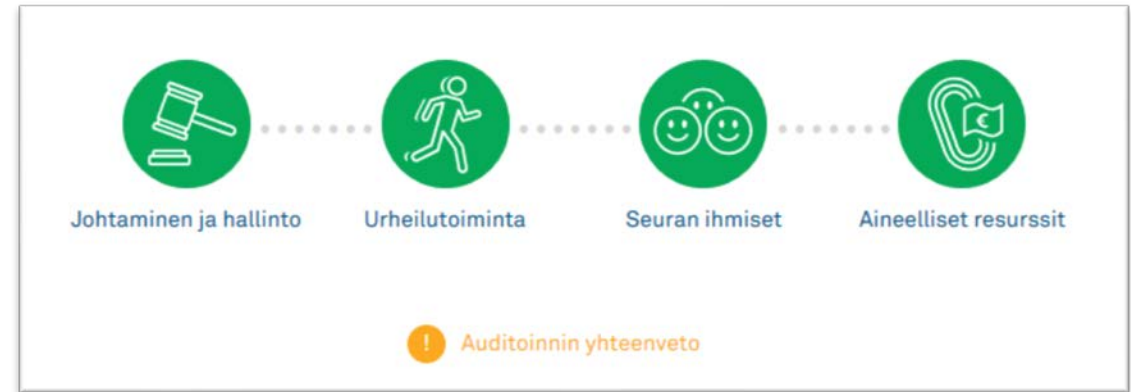 Johtaminen ja hallinto
Urheilutoiminta
Seuran ihmiset
Aineelliset resurssit
€
! Auditoinnin yhteenveto